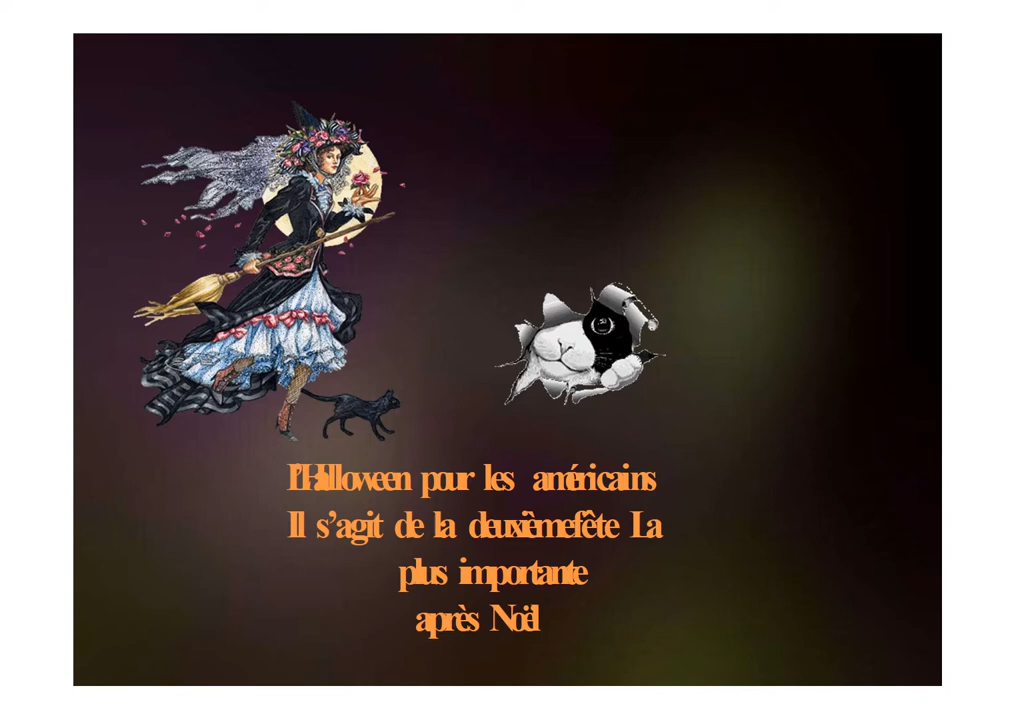 L'Halloween pour les américains
Il s’agit de la deuxièmefête La
plus importante
après Noël